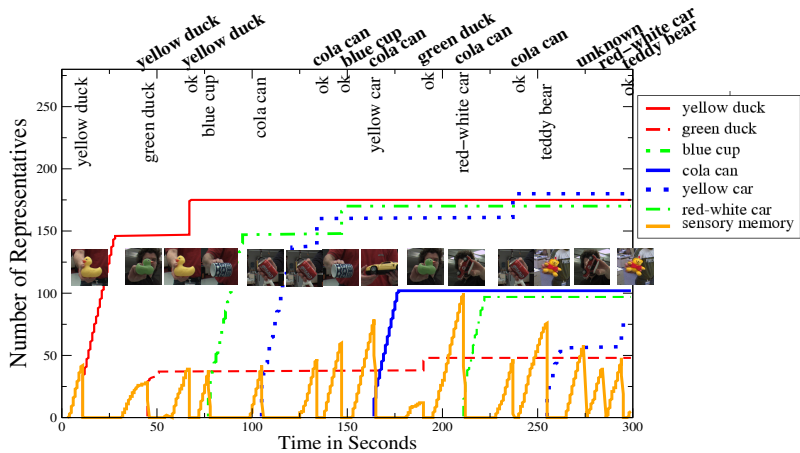 yellow duck
yellow duck
cola can
blue cup
cola can
green duck
cola can
cola can
unknown
red-white car
teddy bear
yellow duck
green duck
ok
blue cup
cola can
ok
ok
yellow car
ok
red-white car
ok
teddy bear
ok
250
200
150
100
50
0
Number of Representatives
0
50
100
150
200
250
300
Time in Seconds
yellow duck
green duck
blue cup
cola can
yellow car
red-white car
sensory memory